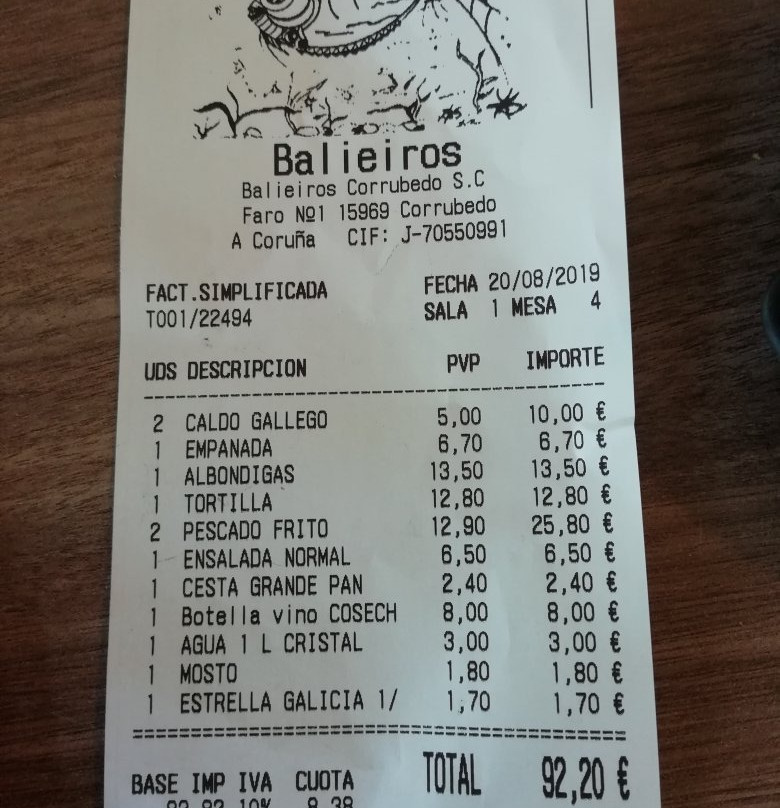 Balieiros
Balieiros Corrubedo S.C
Faro Nº1 15969 Corrubedo
A Coruña CIF: J-70550991
FACT.SIMPLIFICADA FECHA 20/08/2019
T001/22494 SALA 1 MESA 4
UDS DESCRIPCION PVP IMPORTE
2 CALDO GALLEGO 5,00 10,00 €
1 EMPANADA 6,70 6,70 €
1 ALBONDIGAS 13,50 13,50 €
1 TORTILLA 12,80 12,80 €
2 PESCADO FRITO 12,90 25,80 €
1 ENSALADA NORMAL 6,50 6,50 €
1 CESTA GRANDE PAN 2,40 2,40 €
1 Botella vino COSECH 8,00 8,00 €
1 AGUA 1 L CRISTAL 3,00 3,00 €
1 MOSTO 1,80 1,80 €
1 ESTRELLA GALICIA 1/ 1,70 1,70 €
BASE IMP IVA CUOTA TOTAL 92,20 €
10% 8,38